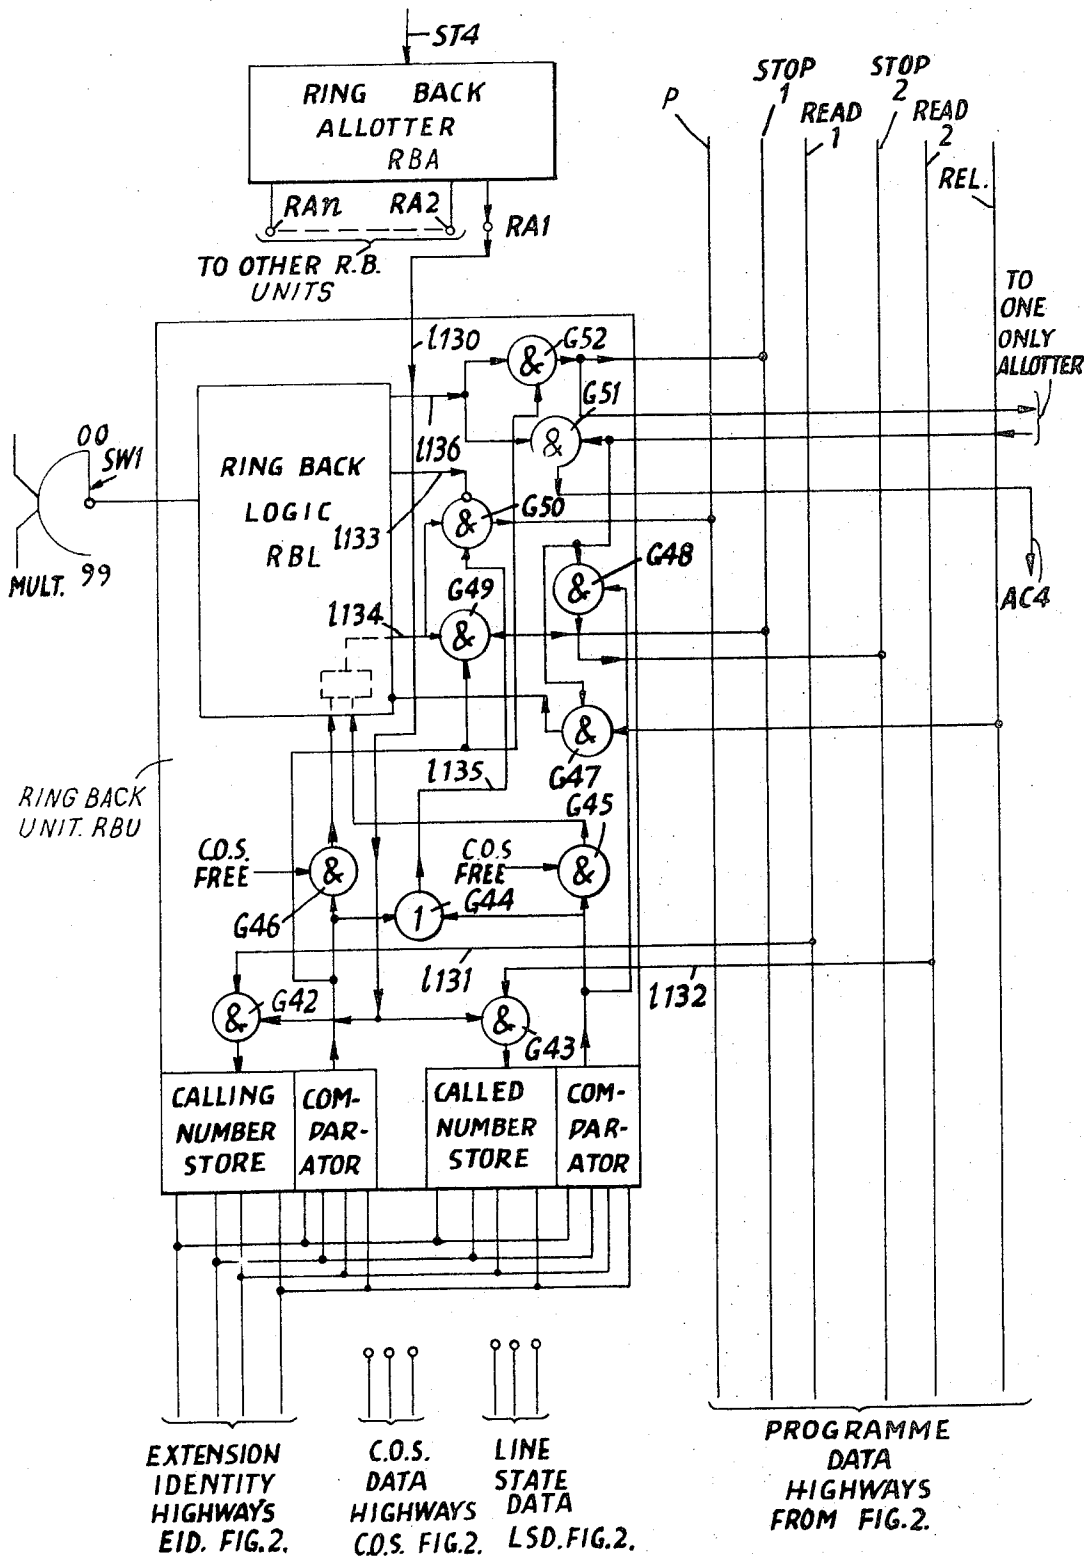 ST4
RING BACK
ALLOTTER
RBA
RAn
RA2
RA1
TO OTHER R.B.
UNITS
P
STOP
1
READ
1
STOP
2
READ
2
REL.
TO
ONE
ONLY
ALLOTTER
l130
G52
&
G51
&
l136
00
SW1
MULT.
99
RING BACK
LOGIC
RBL
l133
G50
&
G48
&
AC4
G49
&
l134
&
G47
l135
RING BACK
UNIT. RBU
G45
C.O.S.
FREE
&
G46
C.O.S
FREE
&
1
G44
l131
l132
G42
&
&
G43
CALLING
NUMBER
STORE
COM-
PAR-
ATOR
CALLED
NUMBER
STORE
COM-
PAR-
ATOR
EXTENSION
IDENTITY
HIGHWAYS
EID. FIG.2.
C.O.S.
DATA
HIGHWAYS
C.O.S. FIG.2.
LINE
STATE
DATA
LSD. FIG.2.
PROGRAMME
DATA
HIGHWAYS
FROM FIG.2.